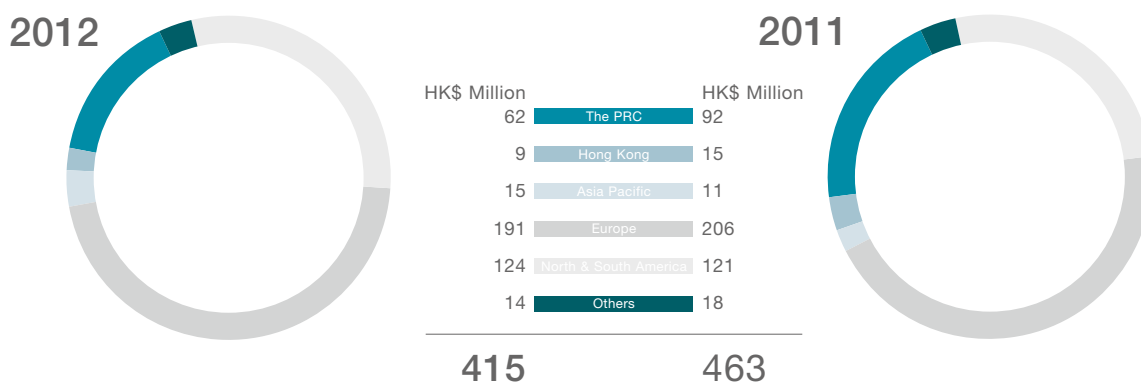 2012
2011
HK$ Million HK$ Million
62 The PRC 92
9 Hong Kong 15
15 Asia Pacific 11
191 Europe 206
124 North & South America 121
14 Others 18
415 463